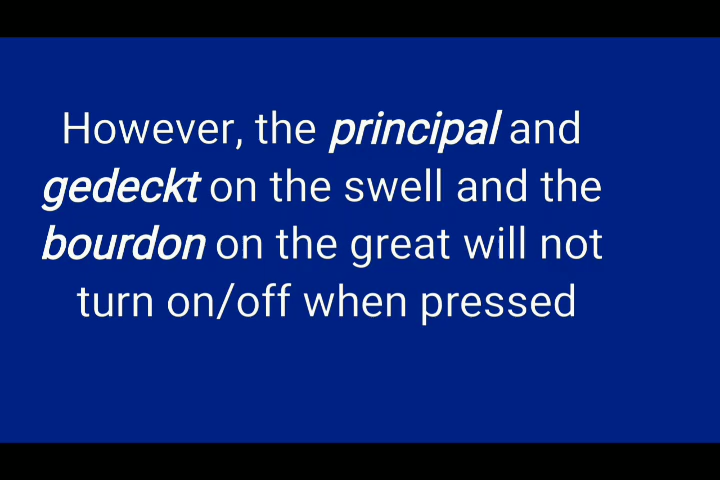 However, the principal and
gedeckt on the swell and the
bourdon on the great will not
turn on/off when pressed